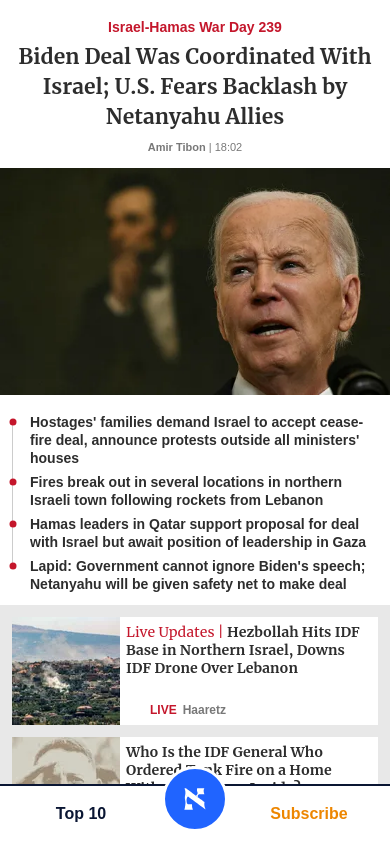 Israel-Hamas War Day 239
Biden Deal Was Coordinated With
Israel; U.S. Fears Backlash by
Netanyahu Allies
Amir Tibon | 18:02
Hostages' families demand Israel to accept cease-
fire deal, announce protests outside all ministers'
houses
Fires break out in several locations in northern
Israeli town following rockets from Lebanon
Hamas leaders in Qatar support proposal for deal
with Israel but await position of leadership in Gaza
Lapid: Government cannot ignore Biden's speech;
Netanyahu will be given safety net to make deal
Live Updates | Hezbollah Hits IDF
Base in Northern Israel, Downs
IDF Drone Over Lebanon
LIVE Haaretz
Who Is the IDF General Who
Ordered Tank Fire on a Home
Top 10
Subscribe